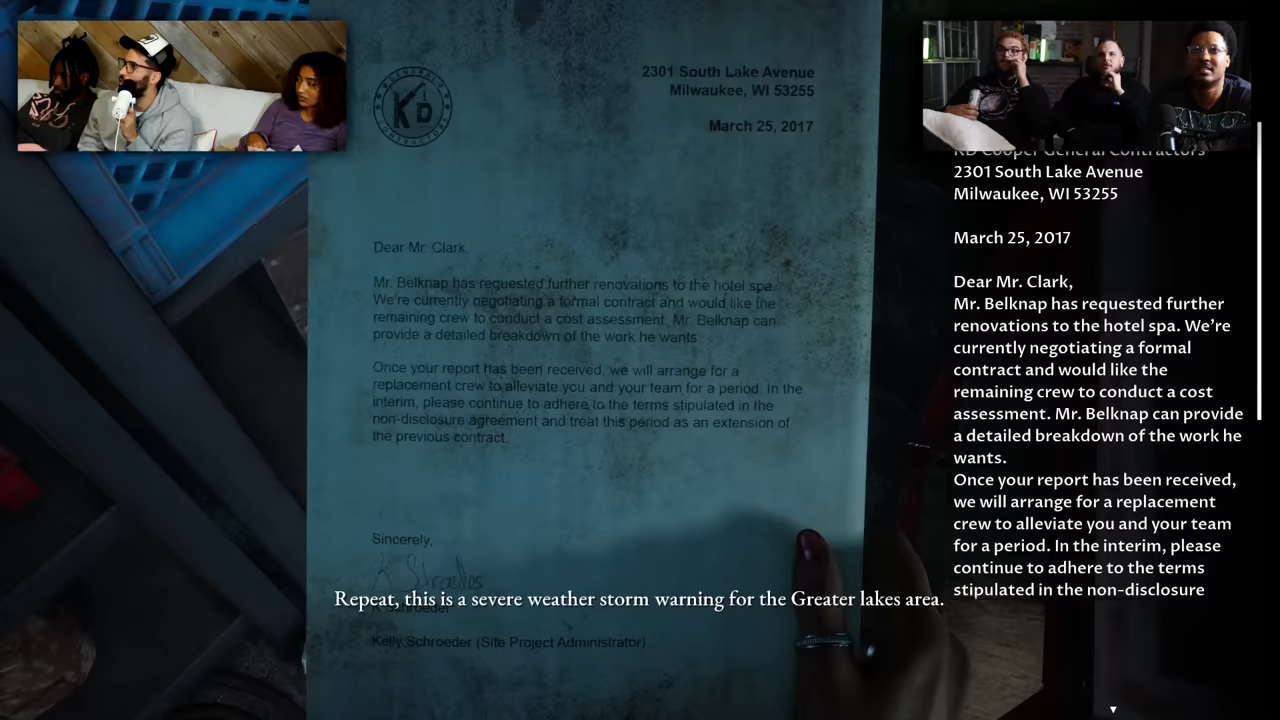 GENERAL
KD
CONTRACTORS
2301 South Lake Avenue
Milwaukee, WI 53255
March 25, 2017
Dear Mr. Clark,
Mr. Belknap has requested further renovations to the hotel spa.
We're currently negotiating a formal contract and would like the
remaining crew to conduct a cost assessment. Mr. Belknap can
provide a detailed breakdown of the work he wants.
Once your report has been received, we will arrange for a
replacement crew to alleviate you and your team for a period. In the
interim, please continue to adhere to the terms stipulated in the
non-disclosure agreement and treat this period as an extension of
the previous contract.
Sincerely,
K Schroeder
Kelly Schroeder (Site Project Administrator)
Repeat, this is a severe weather storm warning for the Greater lakes area.
KD Cooper General Contractors
2301 South Lake Avenue
Milwaukee, WI 53255
March 25, 2017
Dear Mr. Clark,
Mr. Belknap has requested further
renovations to the hotel spa. We're
currently negotiating a formal
contract and would like the
remaining crew to conduct a cost
assessment. Mr. Belknap can provide
a detailed breakdown of the work he
wants.
Once your report has been received,
we will arrange for a replacement
crew to alleviate you and your team
for a period. In the interim, please
continue to adhere to the terms
stipulated in the non-disclosure